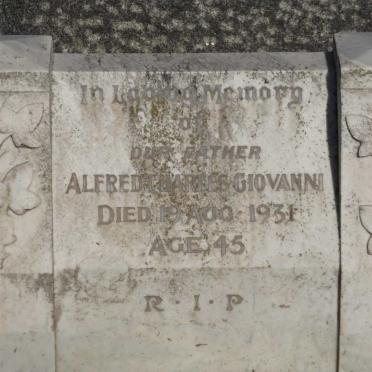 In Loving Memory
of
OUR FATHER
ALFRED CHARLES GIOVANNI
DIED 19 AUG. 1931
AGE. 45
R · I · P